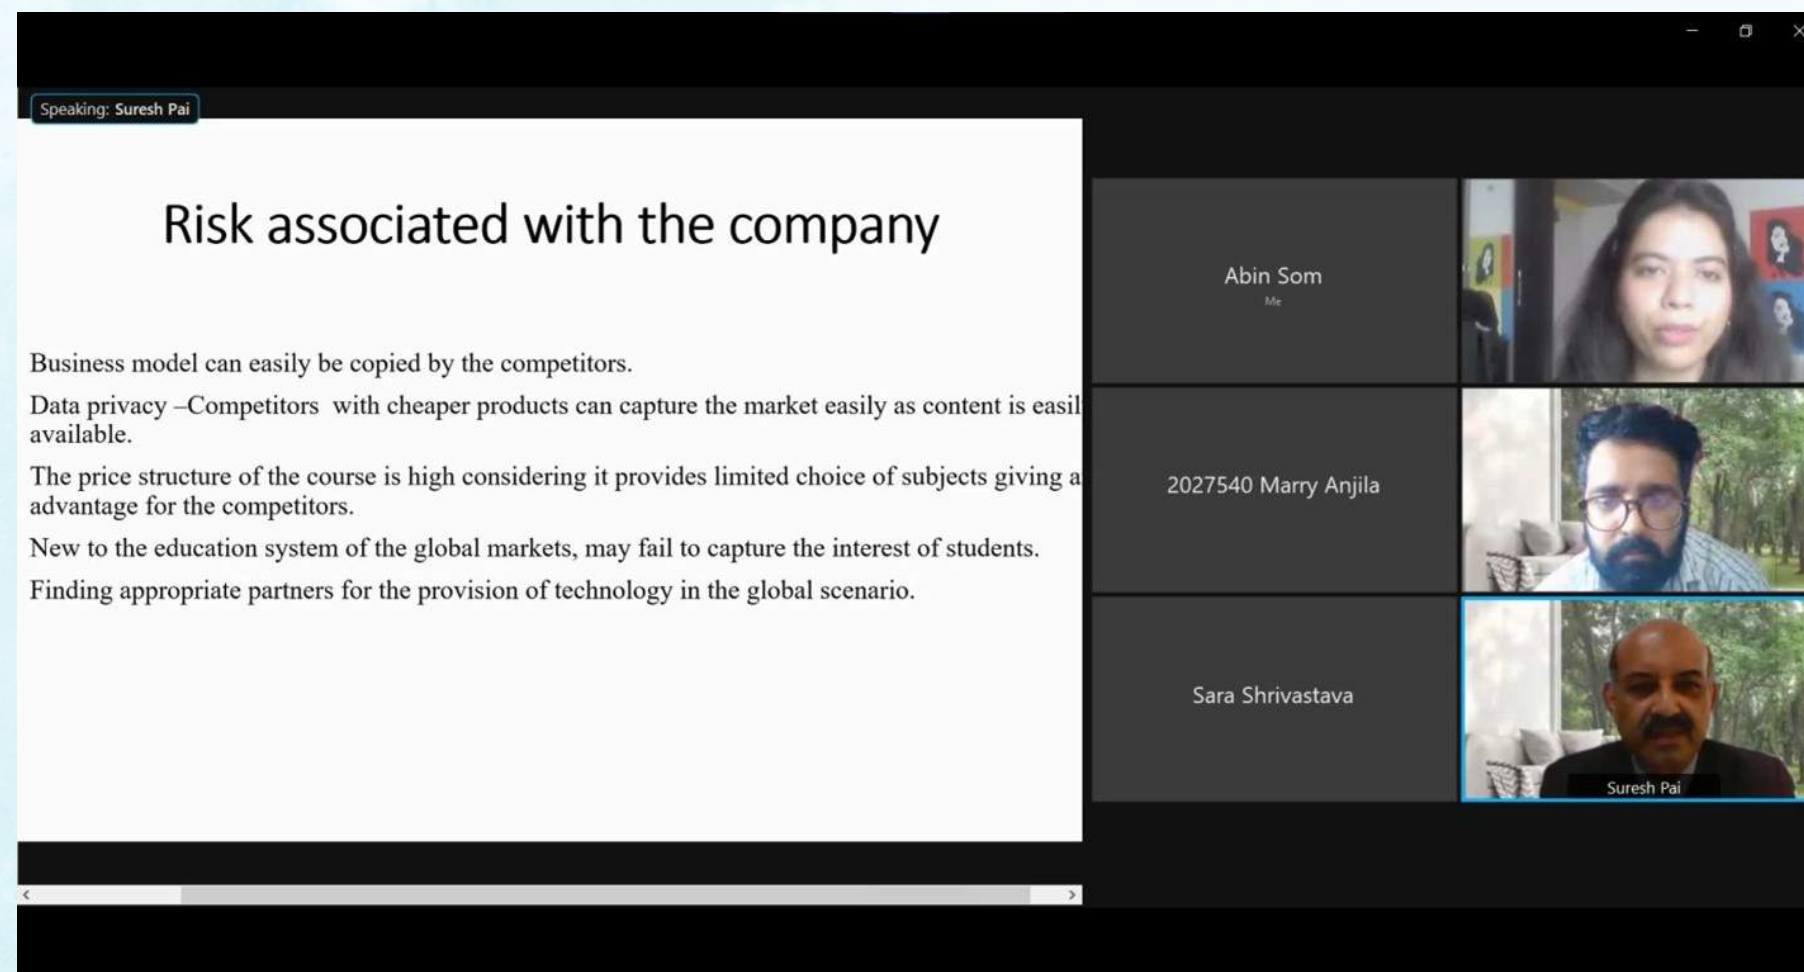 Speaking: Suresh Pai
Risk associated with the company
Business model can easily be copied by the competitors.
Data privacy –Competitors with cheaper products can capture the market easily as content is easil
available.
The price structure of the course is high considering it provides limited choice of subjects giving a
advantage for the competitors.
New to the education system of the global markets, may fail to capture the interest of students.
Finding appropriate partners for the provision of technology in the global scenario.
Abin Som
Me
2027540 Marry Anjila
Sara Shrivastava
Suresh Pai